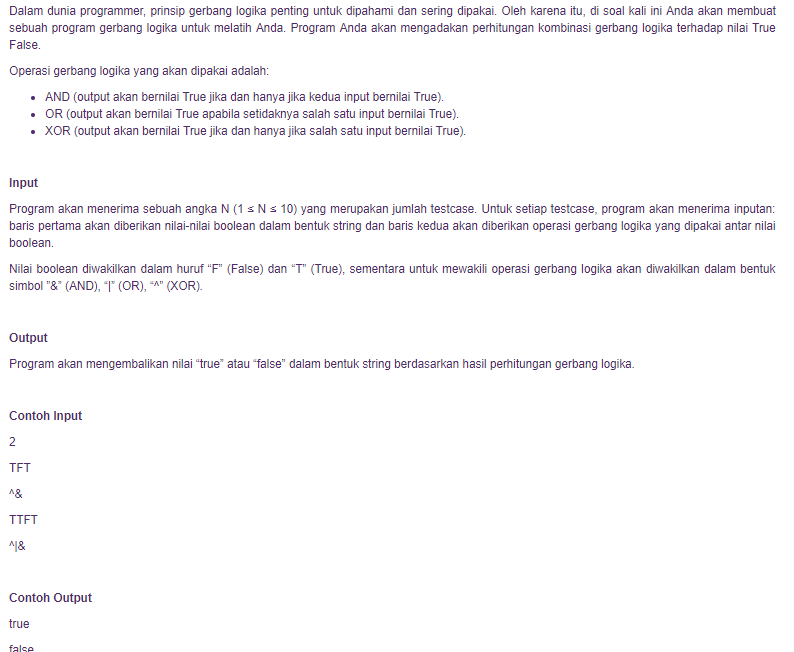 Dalam dunia programmer, prinsip gerbang logika penting untuk dipahami dan sering dipakai. Oleh karena itu, di soal kali ini Anda akan membuat
sebuah program gerbang logika untuk melatih Anda. Program Anda akan mengadakan perhitungan kombinasi gerbang logika terhadap nilai True
False.
Operasi gerbang logika yang akan dipakai adalah:
• AND (output akan bernilai True jika dan hanya jika kedua input bernilai True).
• OR (output akan bernilai True apabila setidaknya salah satu input bernilai True).
• XOR (output akan bernilai True jika dan hanya jika salah satu input bernilai True).
Input
Program akan menerima sebuah angka N (1 ≤ N ≤ 10) yang merupakan jumlah testcase. Untuk setiap testcase, program akan menerima inputan:
baris pertama akan diberikan nilai-nilai boolean dalam bentuk string dan baris kedua akan diberikan operasi gerbang logika yang dipakai antar nilai
boolean.
Nilai boolean diwakilkan dalam huruf “F” (False) dan “T” (True), sementara untuk mewakili operasi gerbang logika akan diwakilkan dalam bentuk
simbol ”&” (AND), “|” (OR), “^” (XOR).
Output
Program akan mengembalikan nilai “true” atau “false” dalam bentuk string berdasarkan hasil perhitungan gerbang logika.
Contoh Input
2
TFT
^&
TTFT
^|&
Contoh Output
true
false